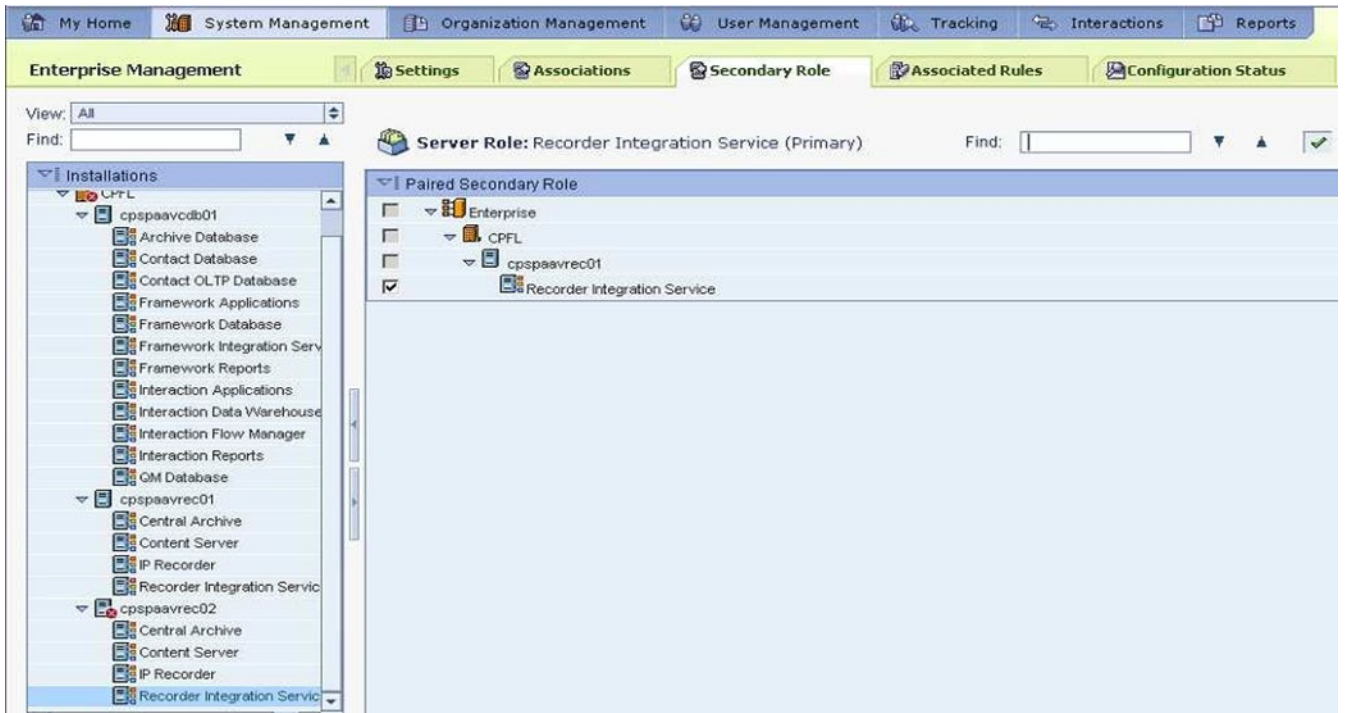 My Home System Management Organization Management User Management Tracking Interactions Reports
Enterprise Management Settings Associations Secondary Role Associated Rules Configuration Status
View: All
Find:
Server Role: Recorder Integration Service (Primary) Find:
Installations
CPFL
cpspaavcdb01
Archive Database
Contact Database
Contact OLTP Database
Framework Applications
Framework Database
Framework Integration Serv
Framework Reports
Interaction Applications
Interaction Data Warehouse
Interaction Flow Manager
Interaction Reports
QM Database
cpspaavrec01
Central Archive
Content Server
IP Recorder
Recorder Integration Servic
cpspaavrec02
Central Archive
Content Server
IP Recorder
Recorder Integration Servic
Paired Secondary Role
Enterprise
CPFL
cpspaavrec01
Recorder Integration Service